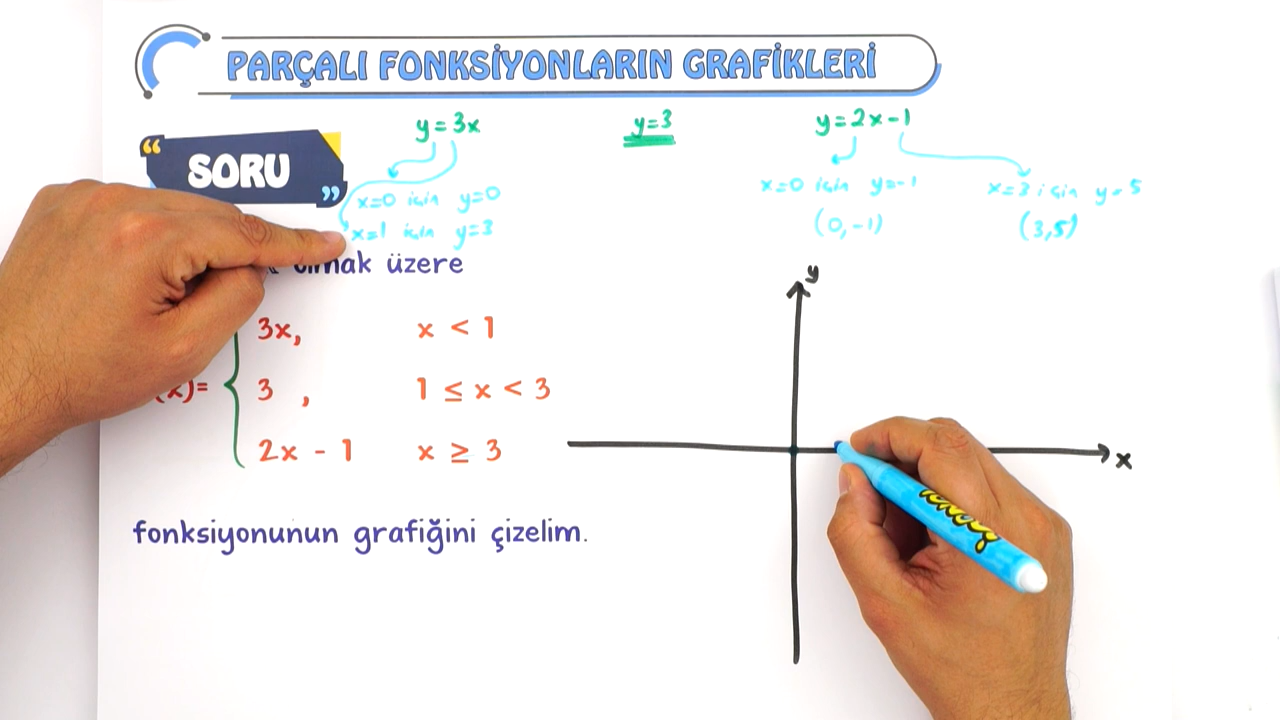 PARÇALI FONKSİYONLARIN GRAFİKLERİ
y=3x
y=3
y=2x-1
SORU
x=0 için y=0
x=1 için y=3
x=0 için y=-1
(0,-1)
x=3 için y=5
(3,5)
olmak üzere
(x)=
3x, x < 1
3 , 1 ≤ x < 3
2x - 1 x ≥ 3
fonksiyonunun grafiğini çizelim.
y
x